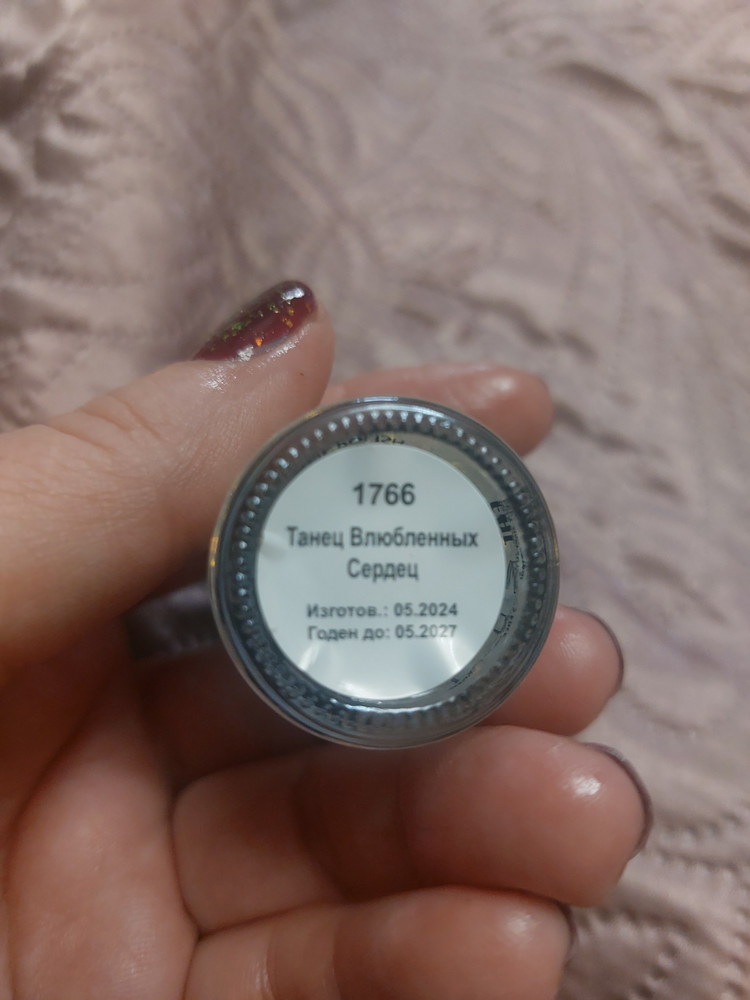 1766
Танец Влюбленных
Сердец
Изготов.: 05.2024
Годен до: 05.2027